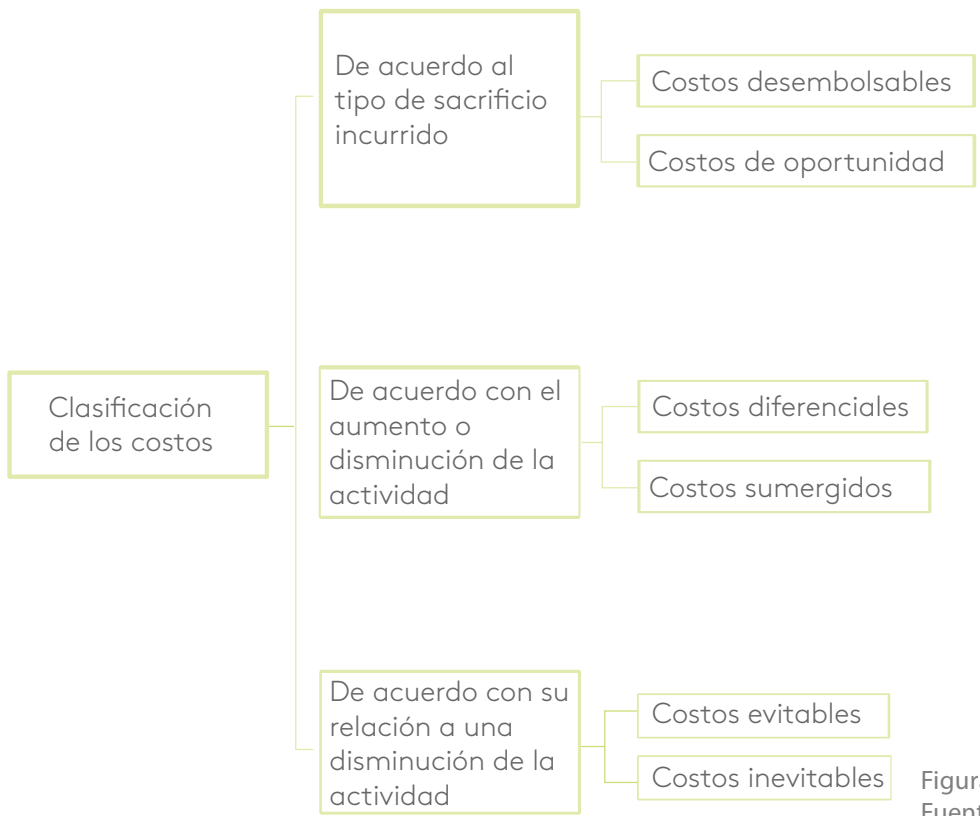 De acuerdo al
tipo de sacrificio
incurrido
Costos desembolsables
Costos de oportunidad
Clasificación
de los costos
De acuerdo con el
aumento o
disminución de la
actividad
Costos diferenciales
Costos sumergidos
De acuerdo con su
relación a una
disminución de la
actividad
Costos evitables
Costos inevitables